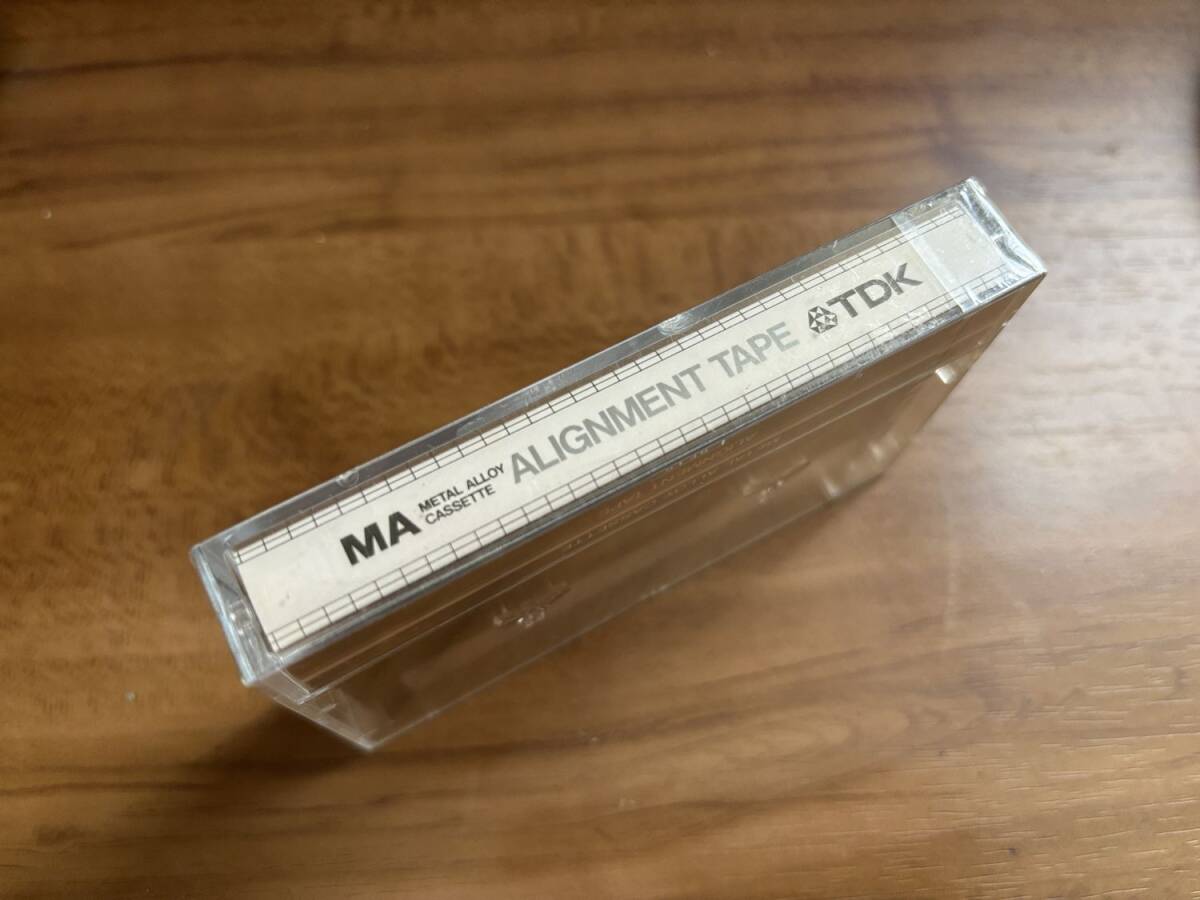 MA
METAL ALLOY
CASSETTE
ALIGNMENT TAPE
TDK